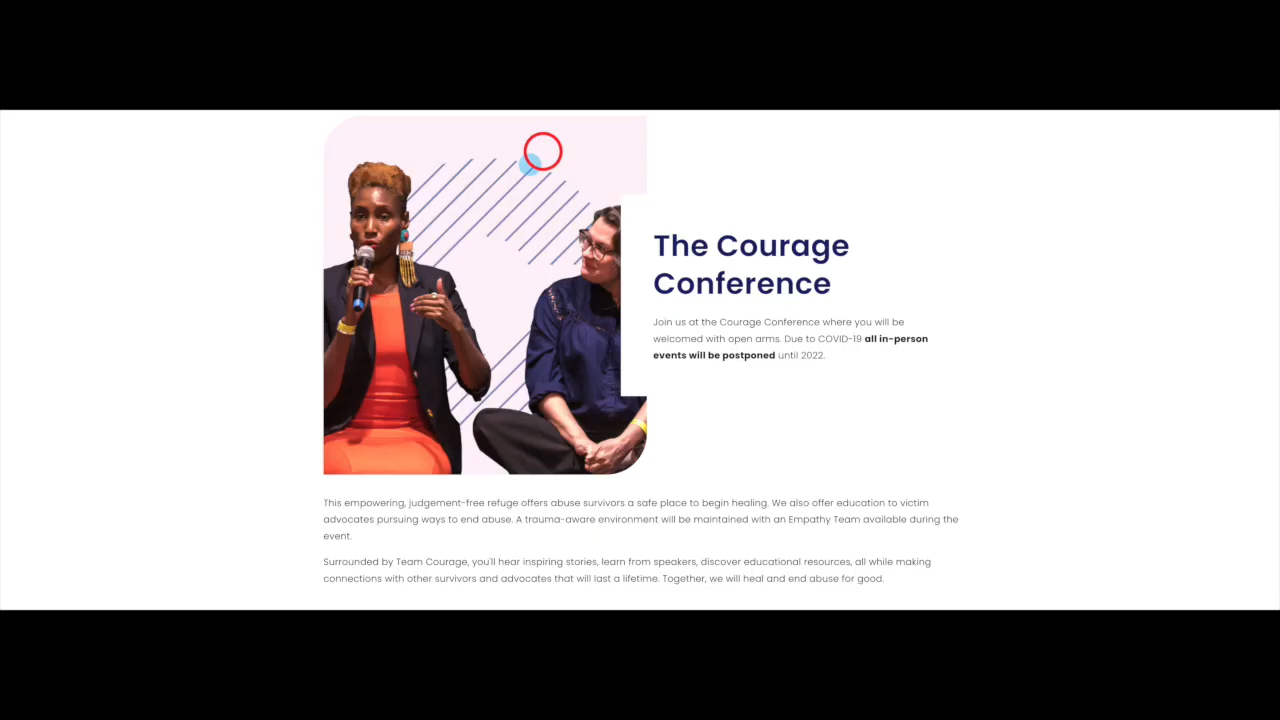 The Courage
Conference
Join us at the Courage Conference where you will be
welcomed with open arms. Due to COVID-19 all in-person
events will be postponed until 2022.
This empowering, judgement-free refuge offers abuse survivors a safe place to begin healing. We also offer education to victim
advocates pursuing ways to end abuse. A trauma-aware environment will be maintained with an Empathy Team available during the
event.
Surrounded by Team Courage, you'll hear inspiring stories, learn from speakers, discover educational resources, all while making
connections with other survivors and advocates that will last a lifetime. Together, we will heal and end abuse for good.